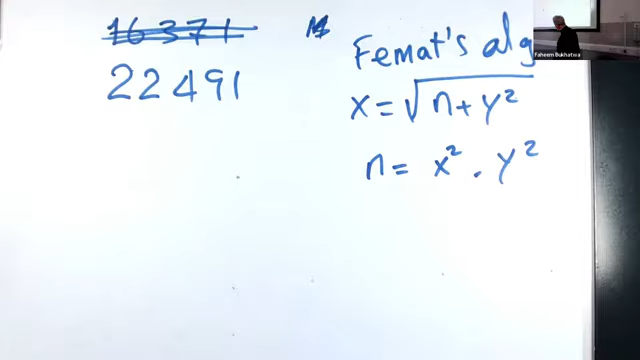 16371
22491
Femat's alg
x = √n + y²
n = x² - y²
Faheem Bukhatwa